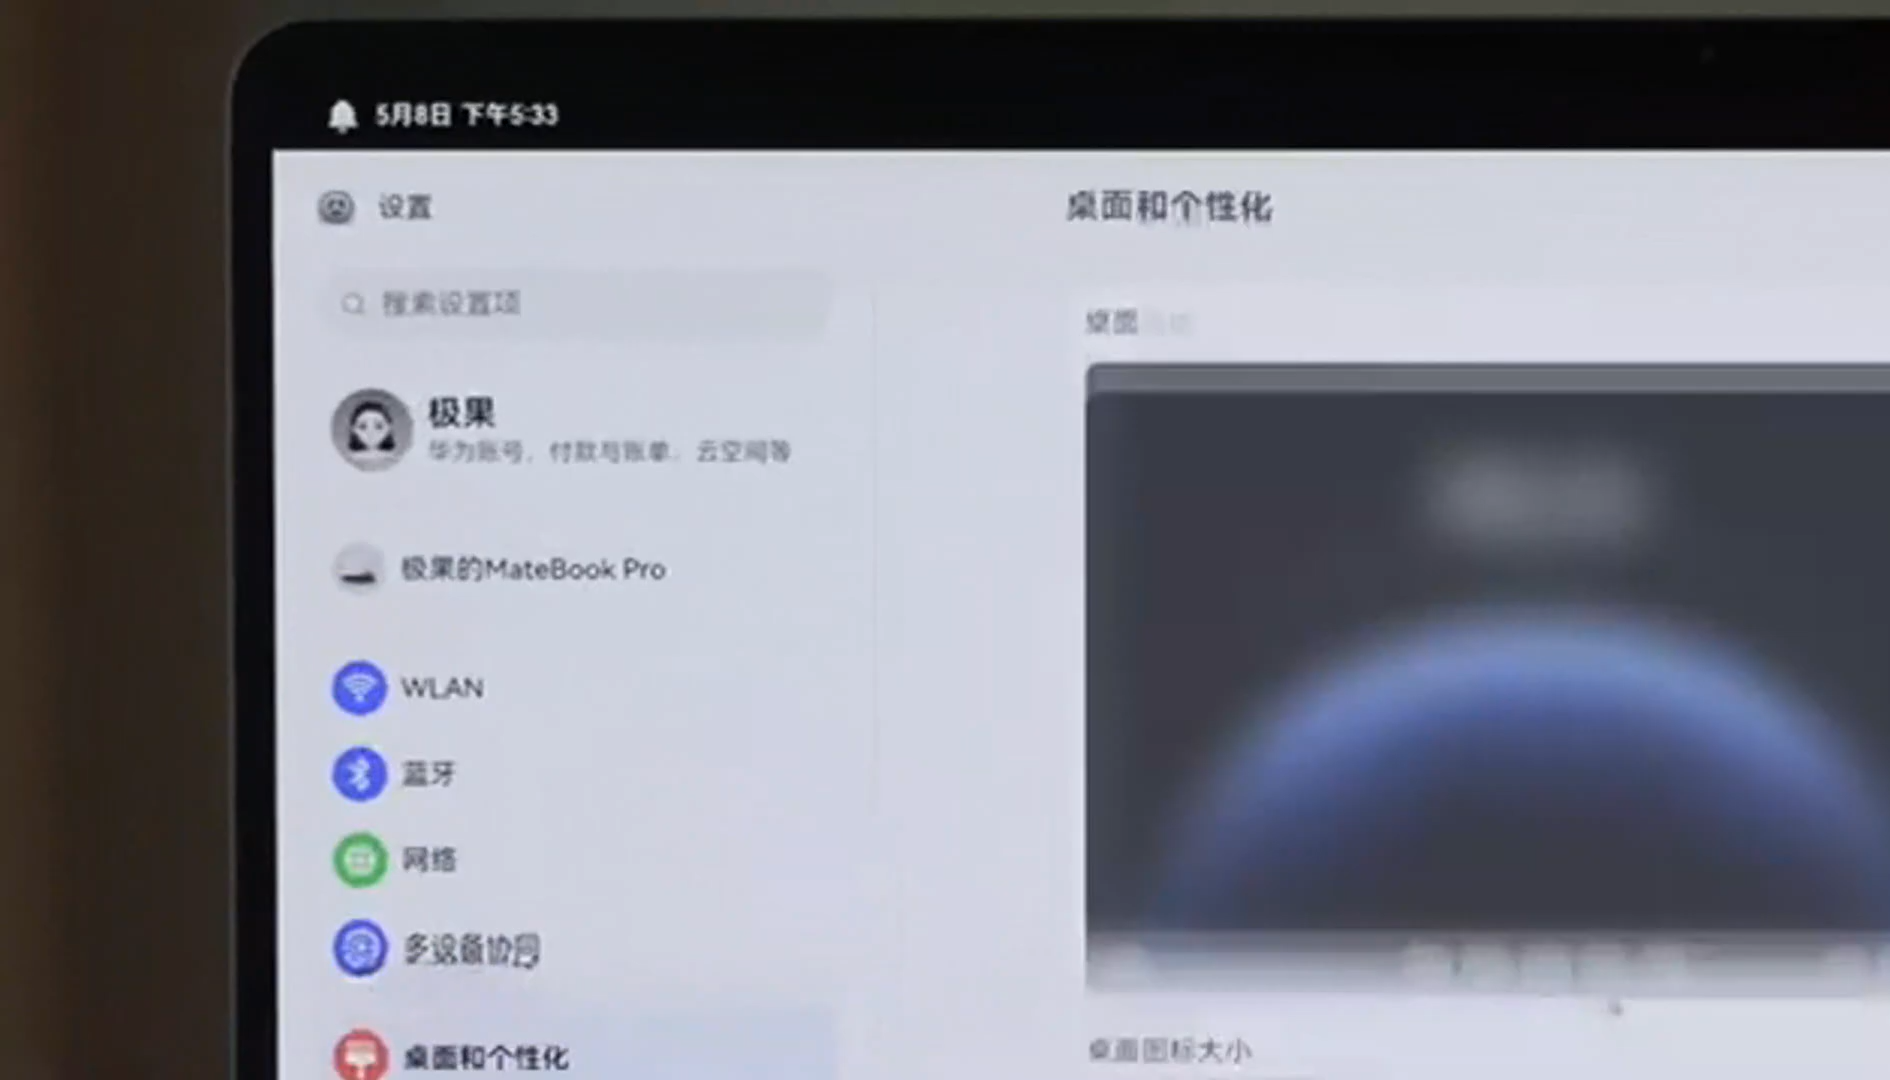 5月8日 下午5:33
设置
桌面和个性化
搜索设置项
桌面
极果
华为账号、付款与账单、云空间等
极果的MateBook Pro
WLAN
蓝牙
网络
多设备协同
桌面和个性化
桌面图标大小